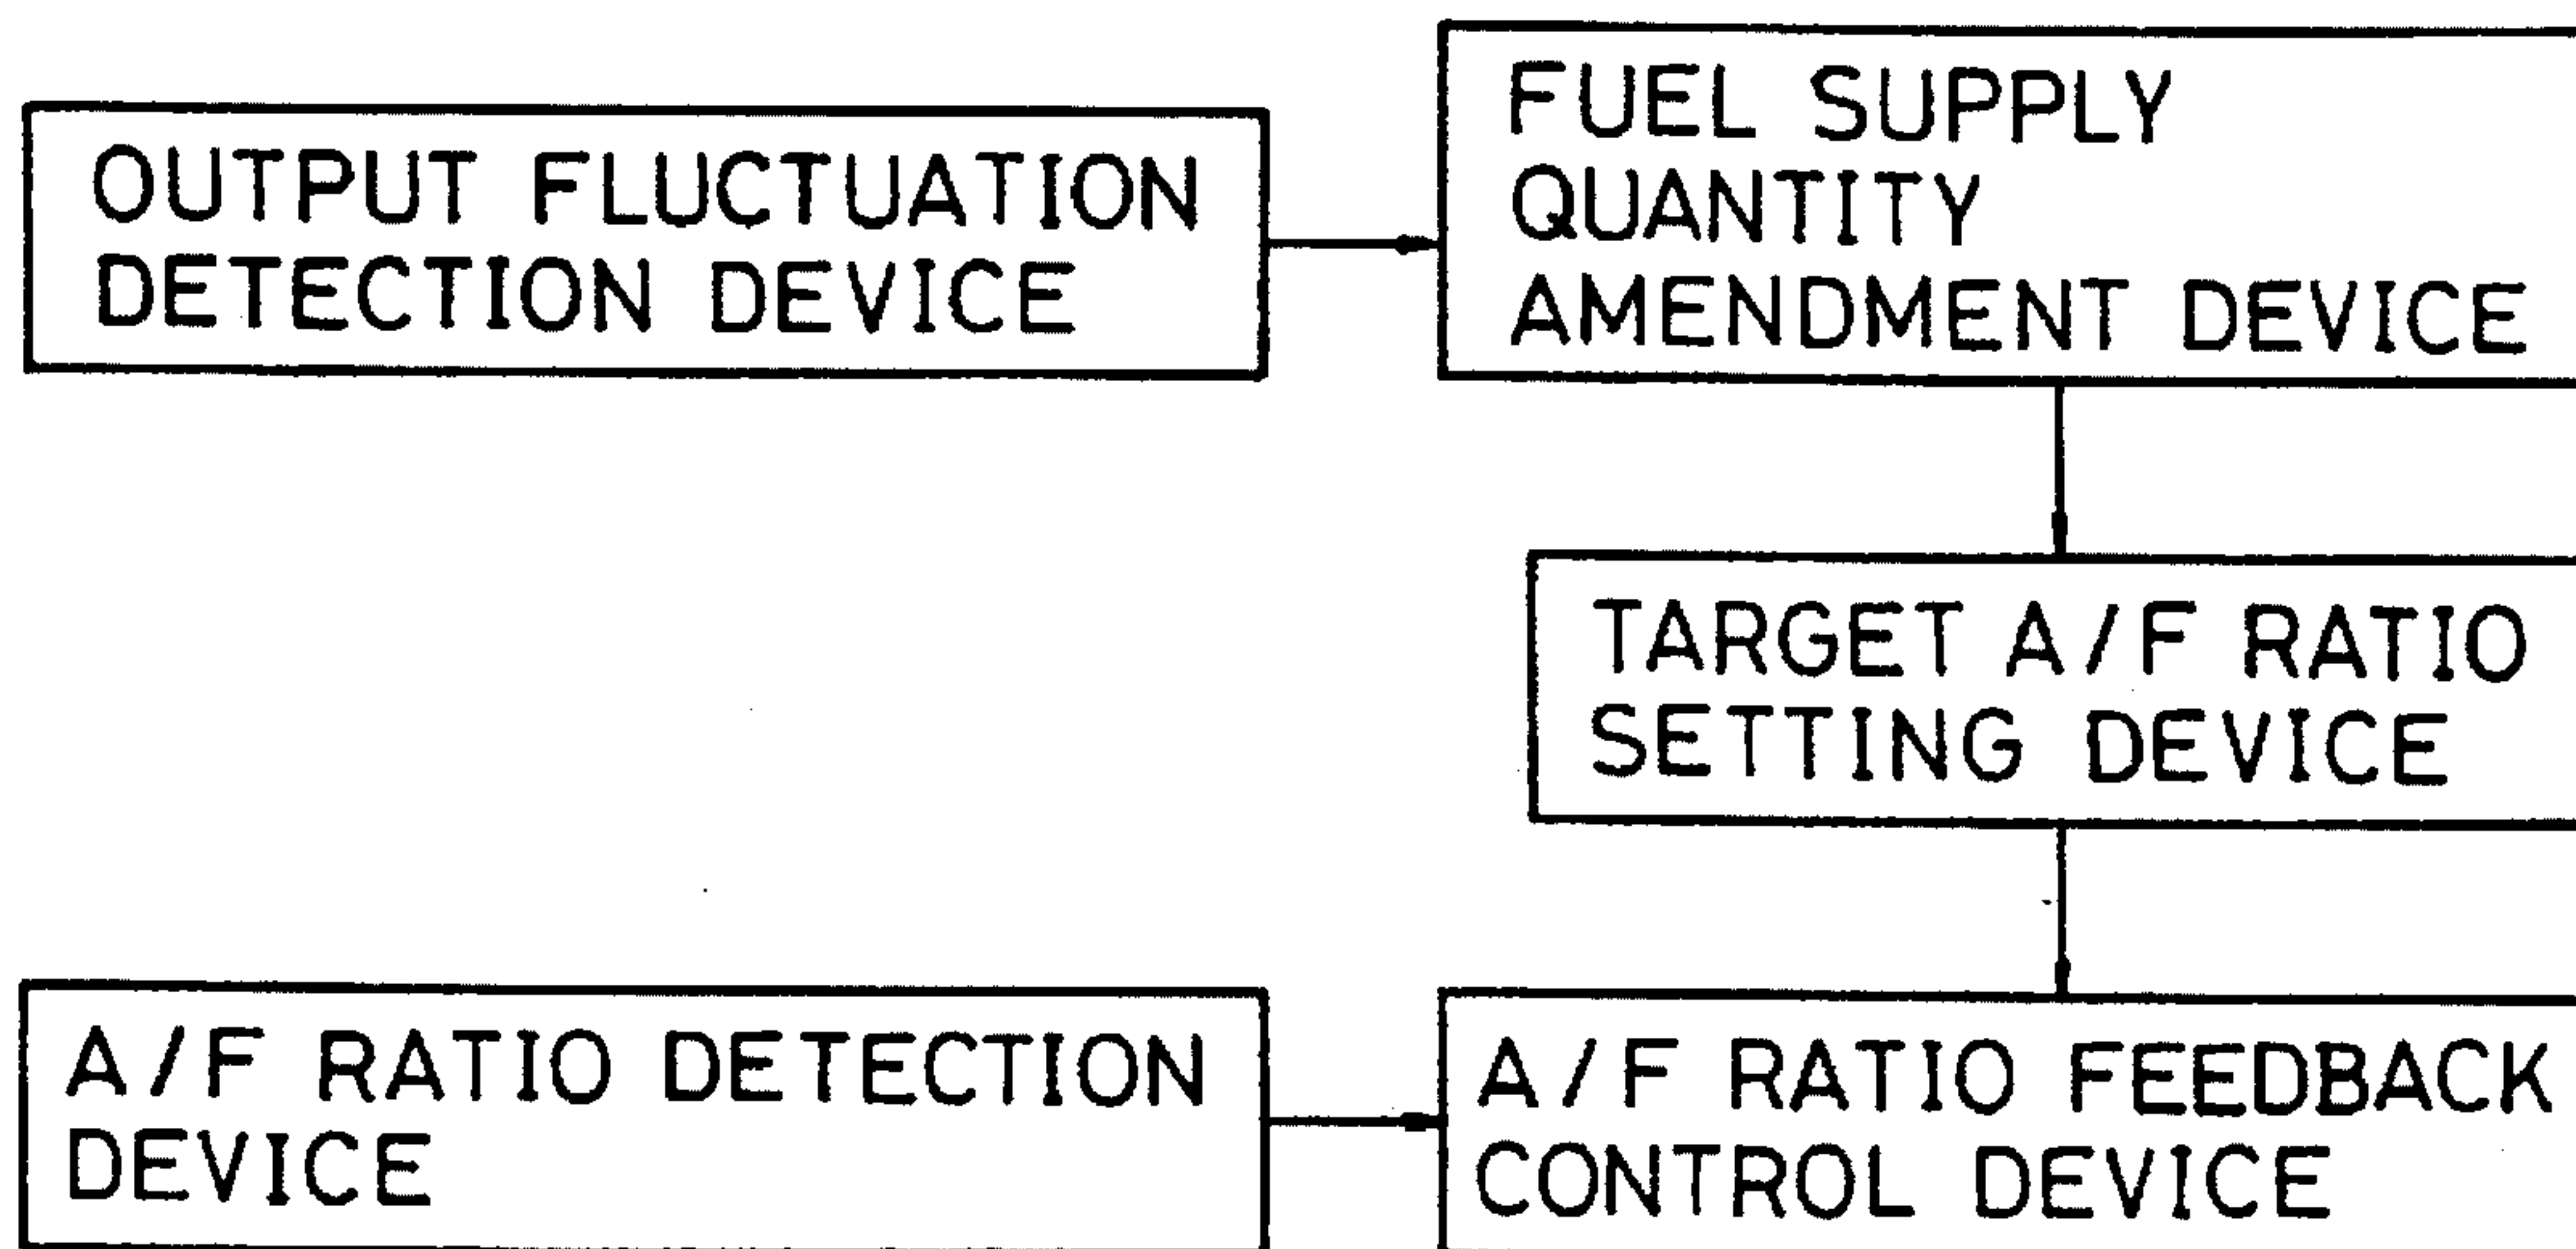 OUTPUT FLUCTUATION
DETECTION DEVICE
FUEL SUPPLY
QUANTITY
AMENDMENT DEVICE
TARGET A/F RATIO
SETTING DEVICE
A/F RATIO DETECTION
DEVICE
A/F RATIO FEEDBACK
CONTROL DEVICE